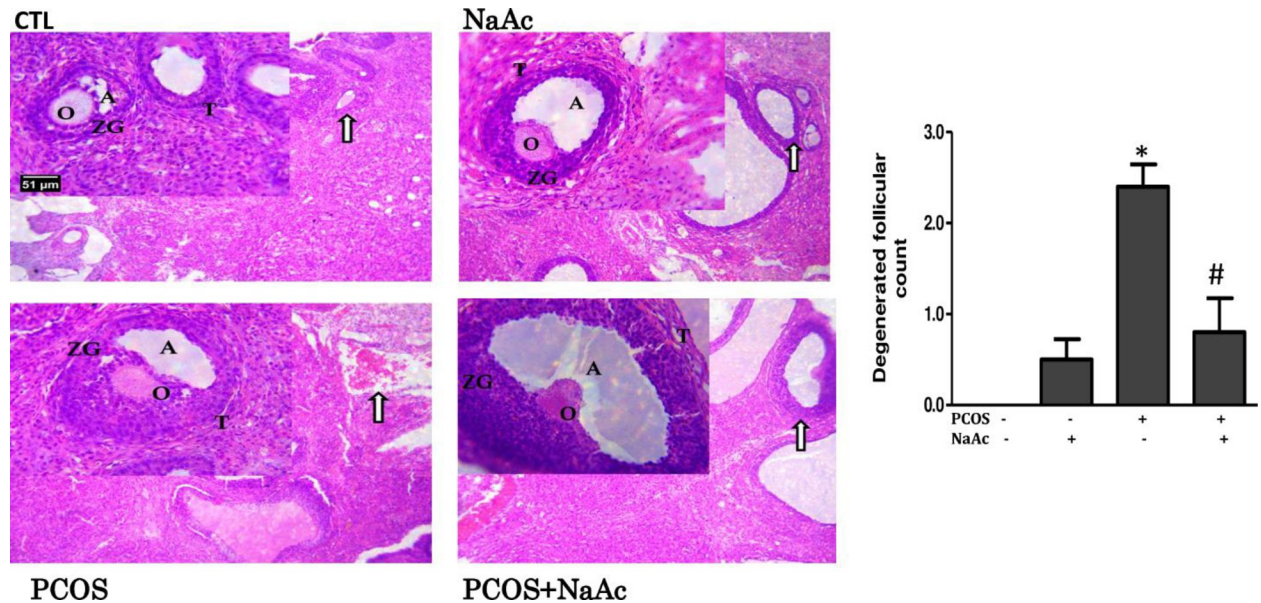 CTL
NaAc
O
A
ZG
T
51 µm
T
A
O
ZG
ZG
A
O
T
T
A
ZG
O
PCOS
PCOS+NaAc
Degenerated follicular
count
3.0
*
2.0
#
1.0
0.0
PCOS - - + +
NaAc - + - +